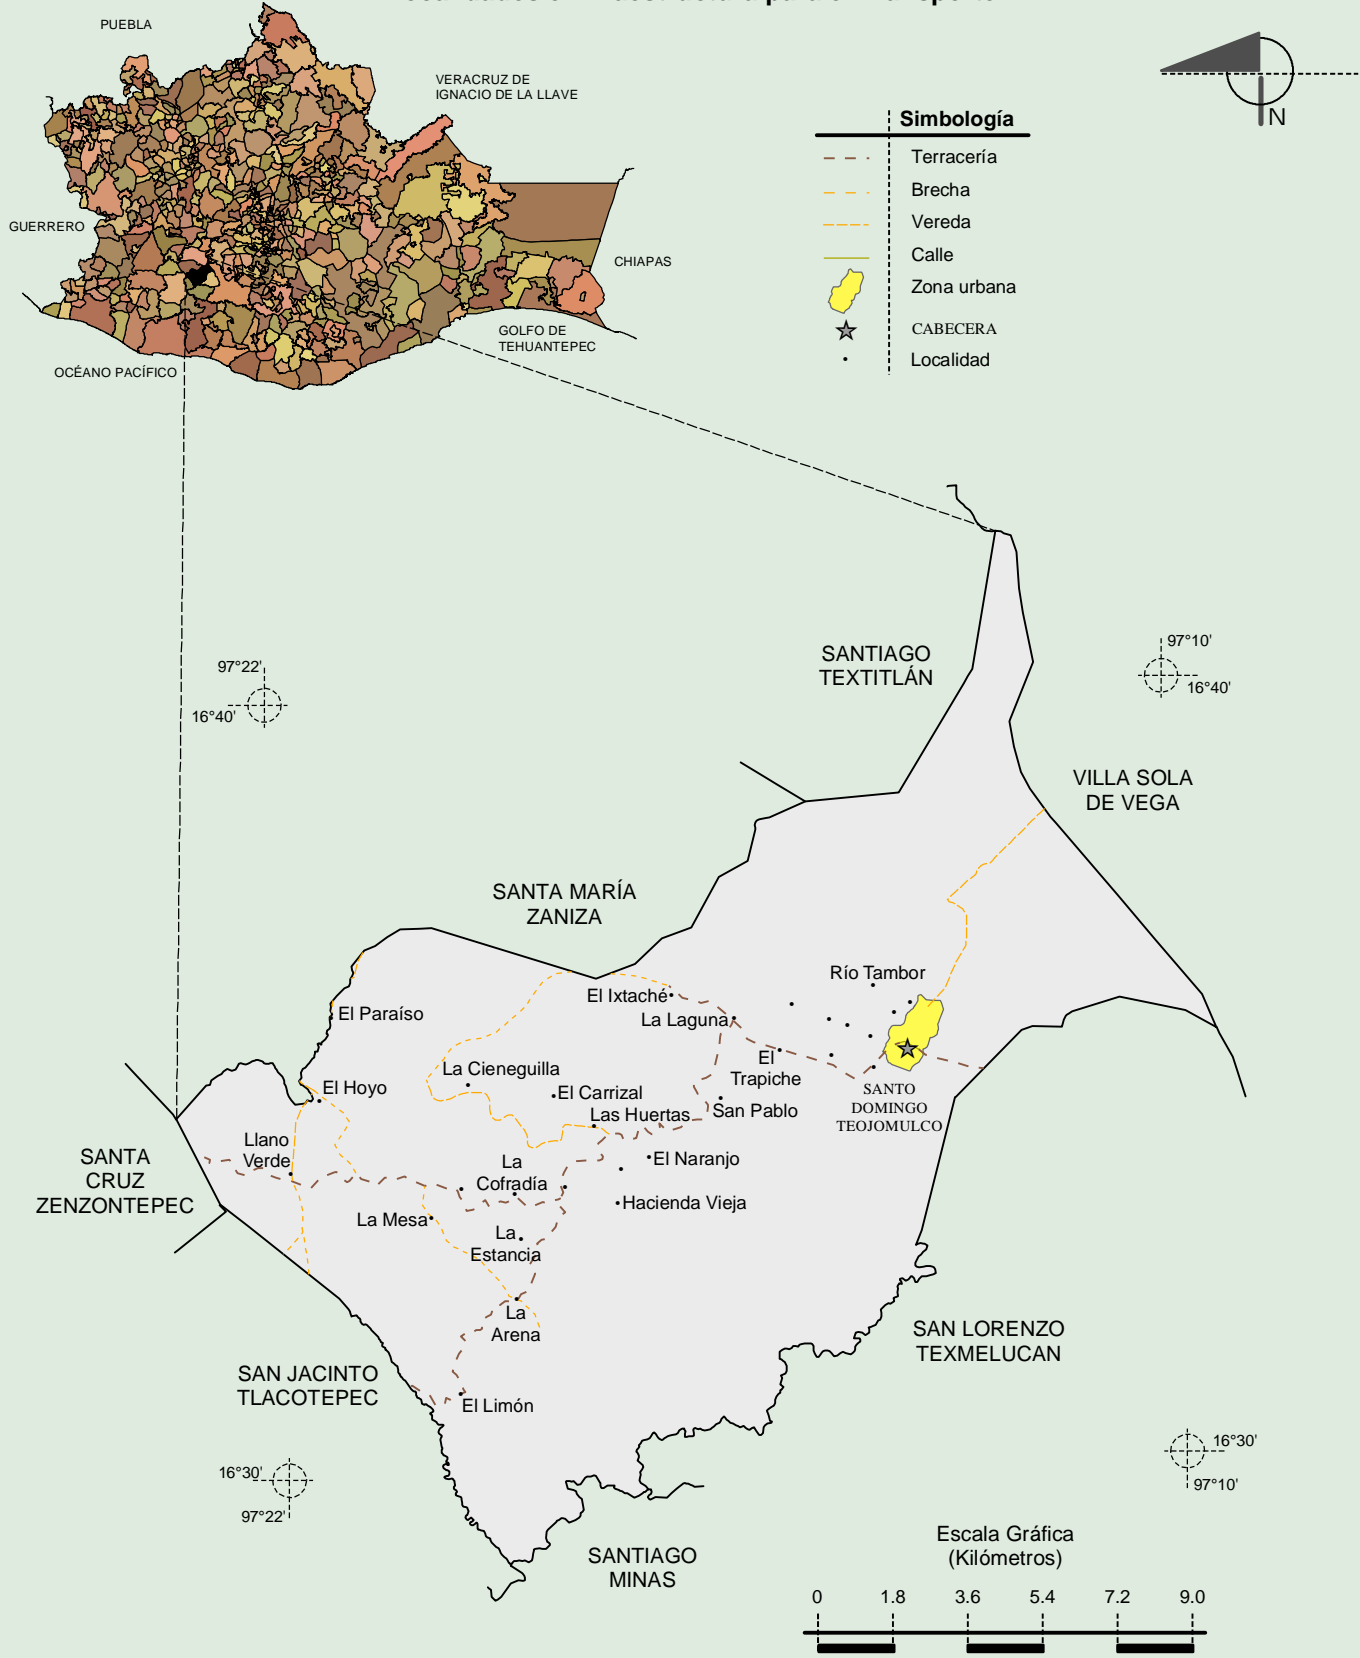 PUEBLA
VERACRUZ DE
IGNACIO DE LA LLAVE
GUERRERO
CHIAPAS
GOLFO DE
TEHUANTEPEC
OCÉANO PACÍFICO
N
Simbología
Terracería
Brecha
Vereda
Calle
Zona urbana
CABECERA
Localidad
97°22'
16°40'
97°10'
16°40'
SANTIAGO
TEXTITLÁN
VILLA SOLA
DE VEGA
SANTA MARÍA
ZANIZA
Río Tambor
El Ixtaché
La Laguna
El Paraíso
El
Trapiche
La Cieneguilla
El Hoyo
El Carrizal
San Pablo
Las Huertas
SANTO
DOMINGO
TEOJOMULCO
Llano
Verde
El Naranjo
La
Cofradía
SANTA
CRUZ
ZENZONTEPEC
Hacienda Vieja
La Mesa
La
Estancia
La
Arena
SAN LORENZO
TEXMELUCAN
SAN JACINTO
TLACOTEPEC
El Limón
16°30'
97°22'
16°30'
97°10'
SANTIAGO
MINAS
Escala Gráfica
(Kilómetros)
0 1.8 3.6 5.4 7.2 9.0